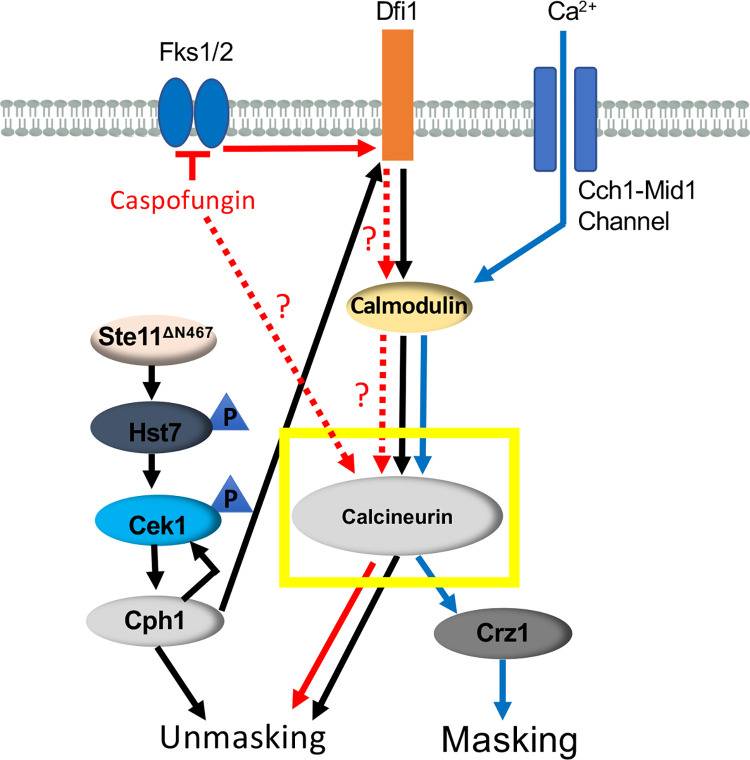 Dfi1
Ca²⁺
Fks1/2
Cch1-Mid1
Channel
Caspofungin
?
?
Calmodulin
Ste11ΔN467
?
P
Hst7
P
Cek1
Calcineurin
Cph1
Crz1
Unmasking
Masking